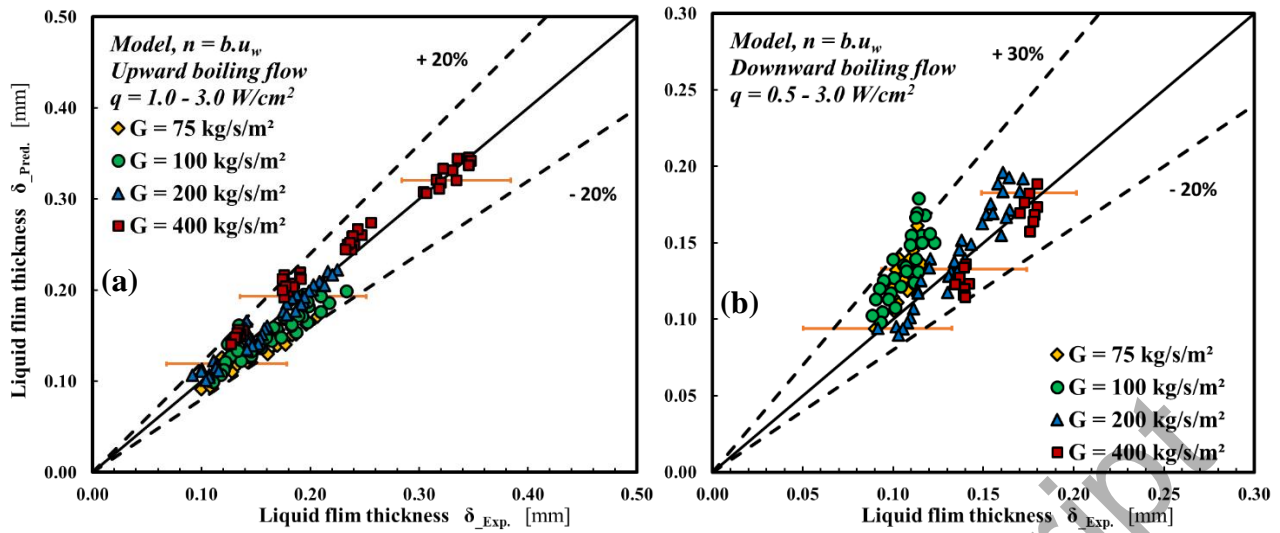 Model, n = b.u_w
Upward boiling flow
q = 1.0 - 3.0 W/cm²
G = 75 kg/s/m²
G = 100 kg/s/m²
G = 200 kg/s/m²
G = 400 kg/s/m²
+ 20%
- 20%
(a)
0.50
0.40
0.30
0.20
0.10
0.00
0.00 0.10 0.20 0.30 0.40 0.50
Liquid flim thickness δ_Pred. [mm]
Liquid flim thickness δ_Exp. [mm]
Model, n = b.u_w
Downward boiling flow
q = 0.5 - 3.0 W/cm²
+ 30%
- 20%
(b)
G = 75 kg/s/m²
G = 100 kg/s/m²
G = 200 kg/s/m²
G = 400 kg/s/m²
0.30
0.25
0.20
0.15
0.10
0.05
0.00
0.00 0.05 0.10 0.15 0.20 0.30
Liquid flim thickness δ_Exp. [mm]